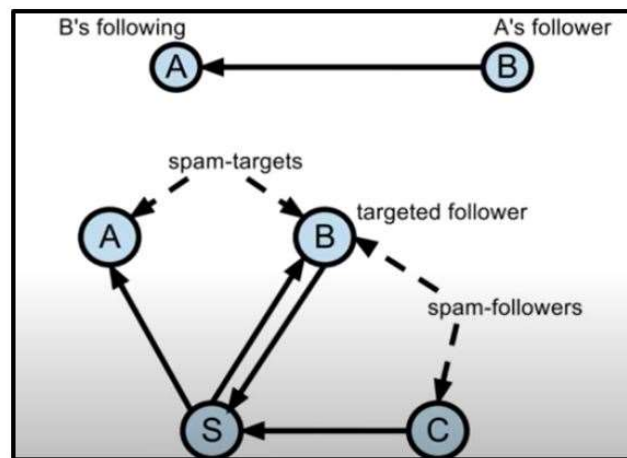 B's following
A's follower
A
B
spam-targets
A
B
targeted follower
spam-followers
S
C